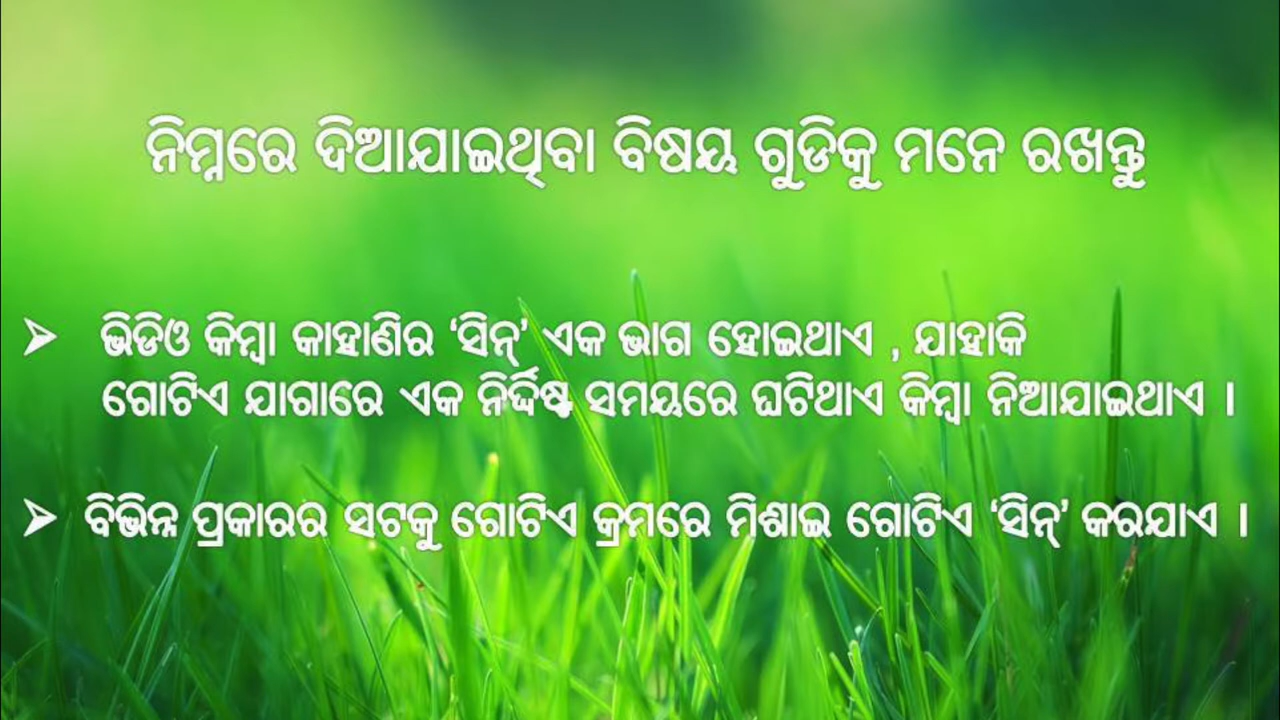 ନିମ୍ନରେ ଦିଆଯାଇଥିବା ବିଷୟ ଗୁଡିକୁ ମନେ ରଖନ୍ତୁ
➢ ଭିଡିଓ କିମ୍ବା କାହାଣିର ‘ସିନ୍’ ଏକ ଭାଗ ହୋଇଥାଏ , ଯାହାକି
ଗୋଟିଏ ଯାଗାରେ ଏକ ନିର୍ଦ୍ଦିଷ୍ଟ ସମୟରେ ଘଟିଥାଏ କିମ୍ବା ନିଆଯାଇଥାଏ ।
➢ ବିଭିନ୍ନ ପ୍ରକାରର ସଟକୁ ଗୋଟିଏ କ୍ରମରେ ମିଶାଇ ଗୋଟିଏ ‘ସିନ୍’ କରଯାଏ ।